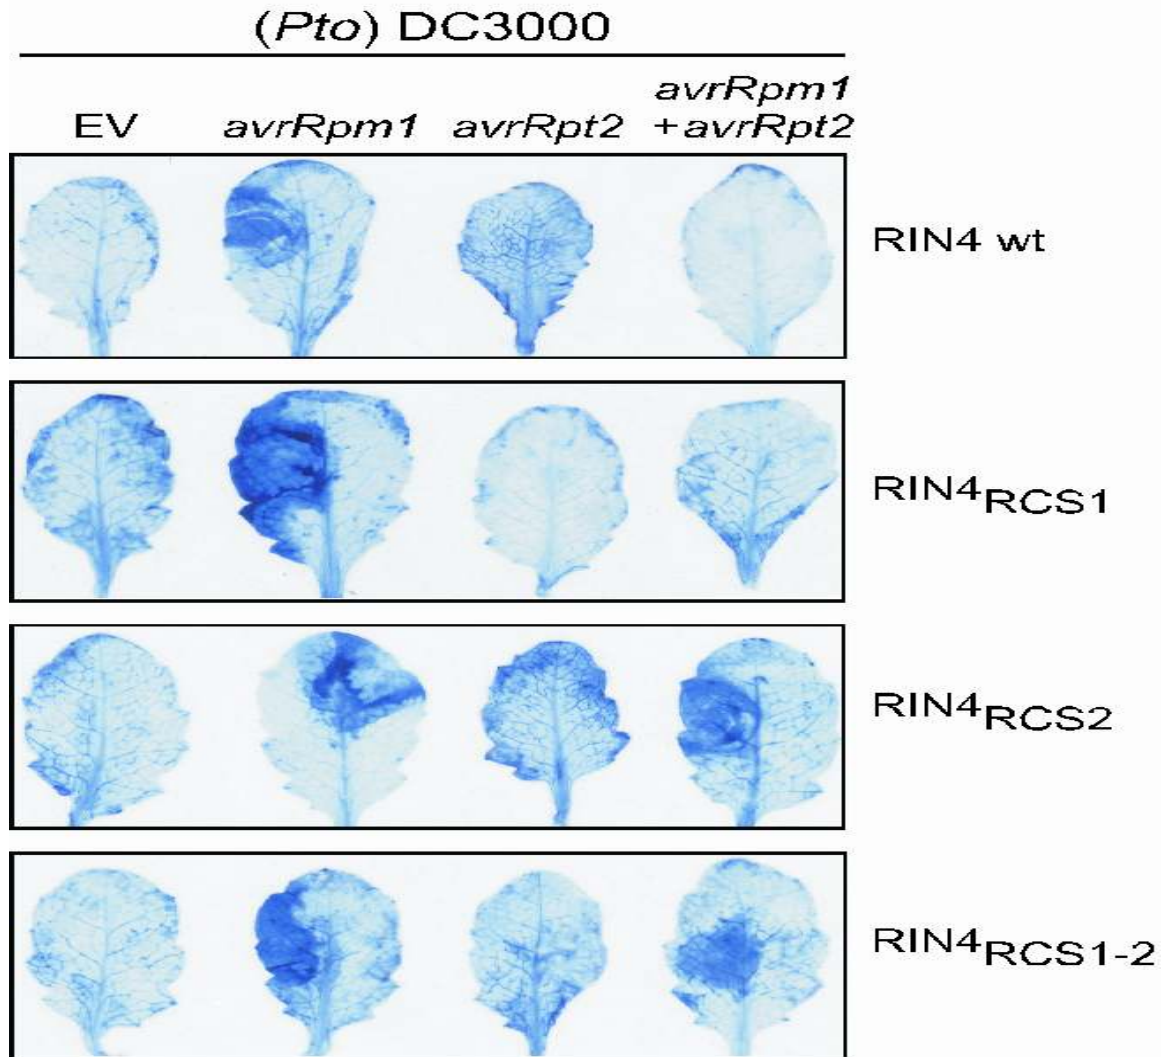 (Pto) DC3000
EV
avrRpm1
avrRpt2
avrRpm1
+avrRpt2
RIN4 wt
RIN4RCS1
RIN4RCS2
RIN4RCS1-2